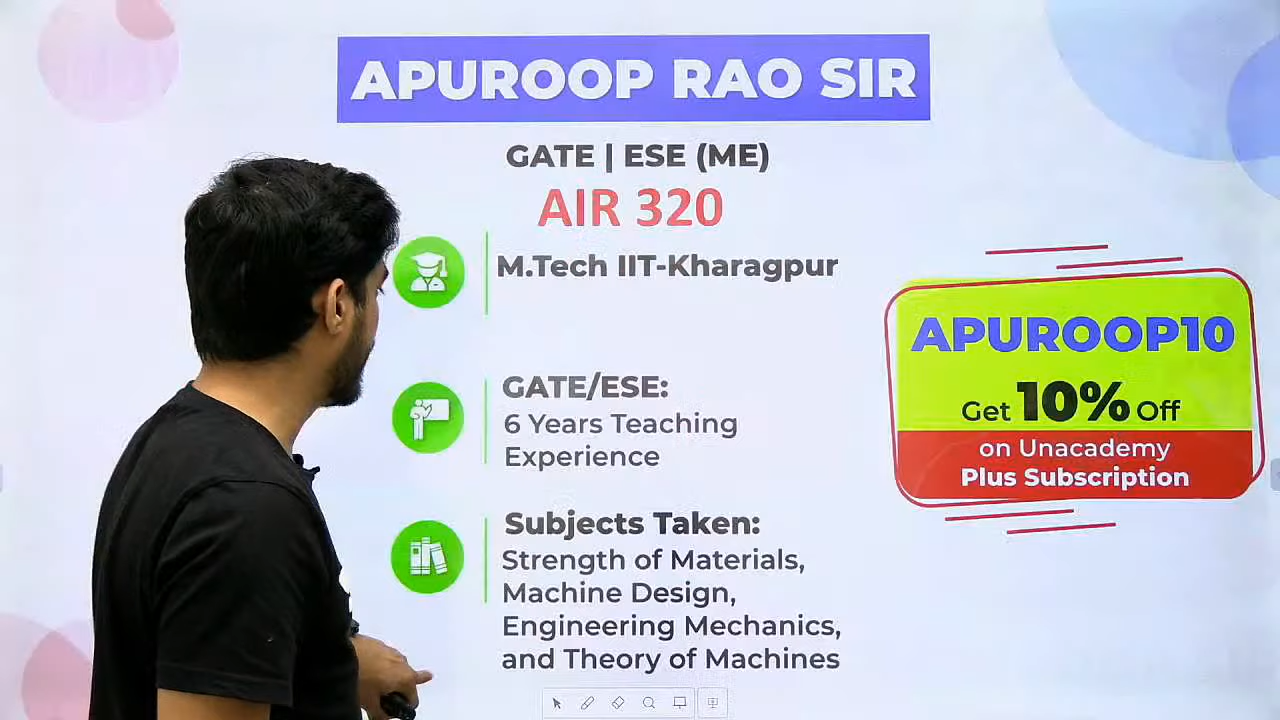 APUROOP RAO SIR
GATE | ESE (ME)
AIR 320
M.Tech IIT-Kharagpur
GATE/ESE:
6 Years Teaching
Experience
Subjects Taken:
Strength of Materials,
Machine Design,
Engineering Mechanics,
and Theory of Machines
APUROOP10
Get 10% Off
on Unacademy
Plus Subscription